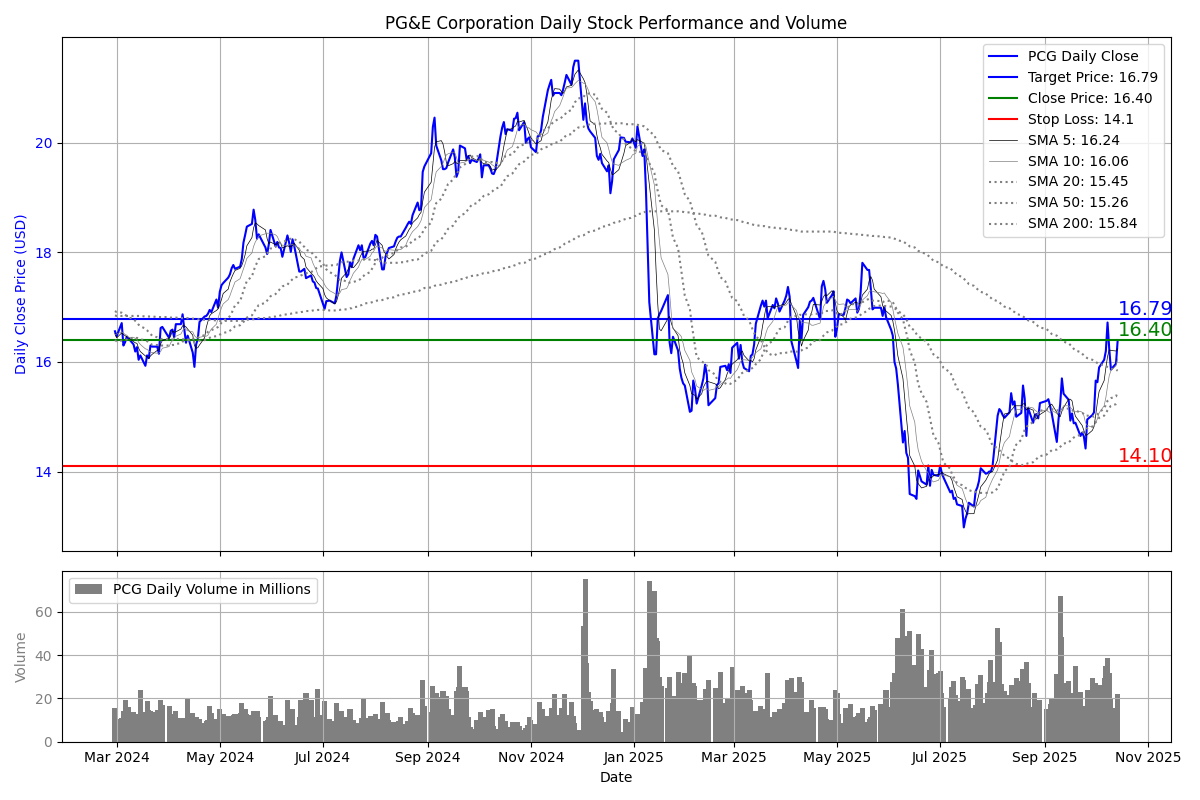 PG&E Corporation Daily Stock Performance and Volume
Daily Close Price (USD)
20
18
16
14
PCG Daily Close
Target Price: 16.79
Close Price: 16.40
Stop Loss: 14.1
SMA 5: 16.24
SMA 10: 16.06
SMA 20: 15.45
SMA 50: 15.26
SMA 200: 15.84
16.79
16.40
14.10
Volume
60
40
20
0
PCG Daily Volume in Millions
Mar 2024 May 2024 Jul 2024 Sep 2024 Nov 2024 Jan 2025 Mar 2025 May 2025 Jul 2025 Sep 2025 Nov 2025
Date